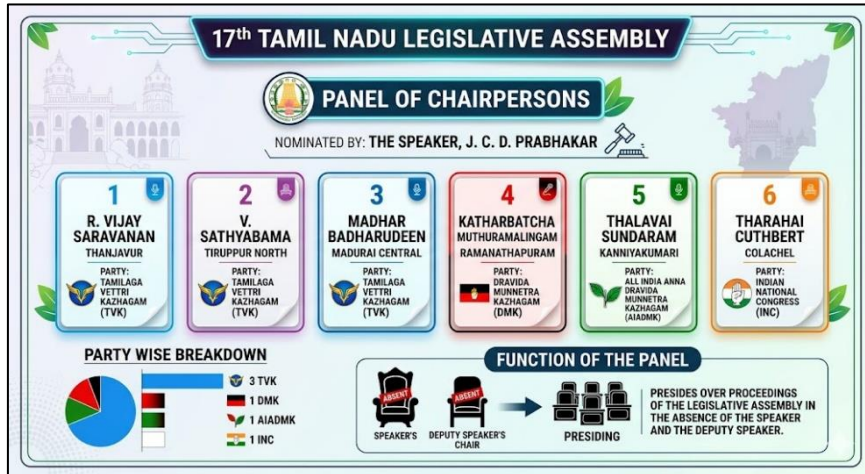 17th TAMIL NADU LEGISLATIVE ASSEMBLY
PANEL OF CHAIRPERSONS
NOMINATED BY: THE SPEAKER, J. C. D. PRABHAKAR
1
R. VIJAY
SARAVANAN
THANJAVUR
PARTY:
TAMILAGA
VETTRI
KAZHAGAM
(TVK)
2
V.
SATHYABAMA
TIRUPPUR NORTH
PARTY:
TAMILAGA
VETTRI
KAZHAGAM
(TVK)
3
MADHAR
BADHARUDEEN
MADURAI CENTRAL
PARTY:
TAMILAGA
VETTRI
KAZHAGAM
(TVK)
4
KATHARBATCHA
MUTHURAMALINGAM
RAMANATHAPURAM
PARTY:
DRAVIDA
MUNNETRA
KAZHAGAM
(DMK)
5
THALAVAI
SUNDARAM
KANNIYAKUMARI
PARTY:
ALL INDIA ANNA
DRAVIDA
MUNNETRA
KAZHAGAM
(AIADMK)
6
THARAHAI
CUTHBERT
COLACHEL
PARTY:
INDIAN
NATIONAL
CONGRESS
(INC)
PARTY WISE BREAKDOWN
3 TVK
1 DMK
1 AIADMK
1 INC
FUNCTION OF THE PANEL
ABSENT
SPEAKER'S
ABSENT
DEPUTY SPEAKER'S
CHAIR
PRESIDING
PRESIDES OVER PROCEEDINGS
OF THE LEGISLATIVE ASSEMBLY IN
THE ABSENCE OF THE SPEAKER
AND THE DEPUTY SPEAKER.